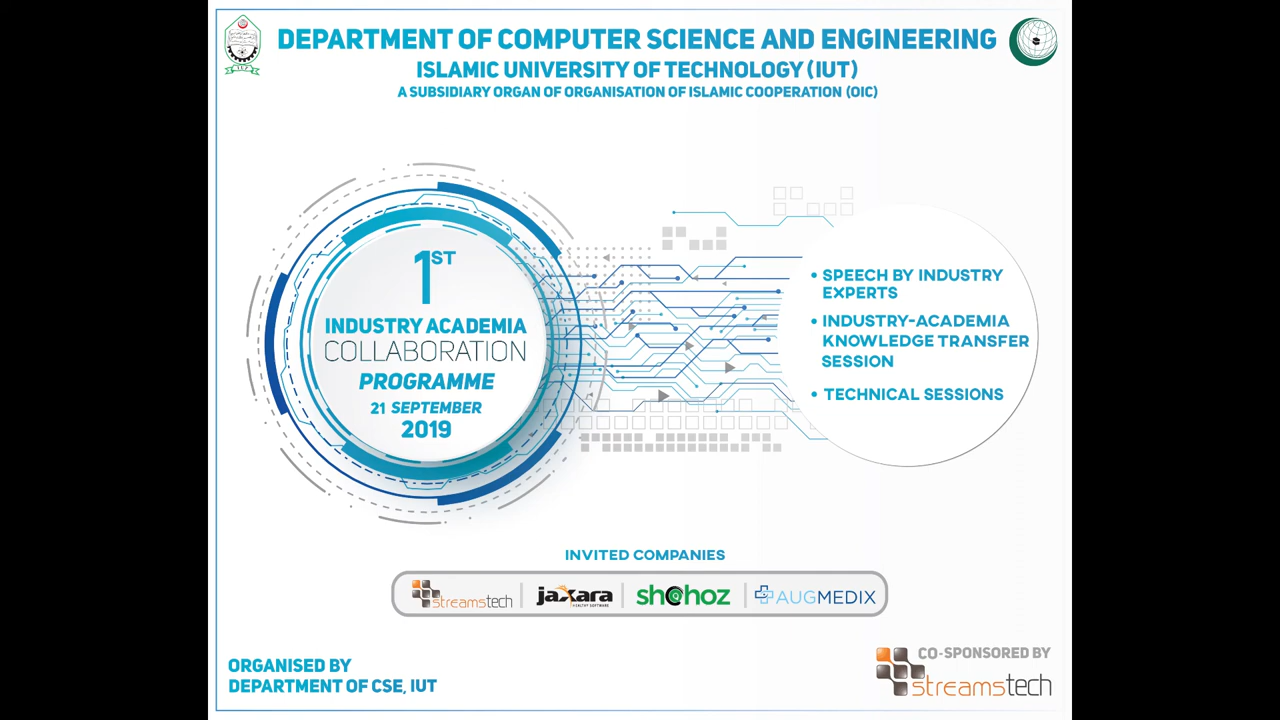 DEPARTMENT OF COMPUTER SCIENCE AND ENGINEERING
ISLAMIC UNIVERSITY OF TECHNOLOGY (IUT)
A SUBSIDIARY ORGAN OF ORGANISATION OF ISLAMIC COOPERATION (OIC)
1ST
INDUSTRY ACADEMIA
COLLABORATION
PROGRAMME
21 SEPTEMBER
2019
• SPEECH BY INDUSTRY
EXPERTS
• INDUSTRY-ACADEMIA
KNOWLEDGE TRANSFER
SESSION
• TECHNICAL SESSIONS
INVITED COMPANIES
streamstech
jaxara
HEALTHY SOFTWARE
shohoz
AUGMEDIX
ORGANISED BY
DEPARTMENT OF CSE, IUT
CO-SPONSORED BY
streamstech